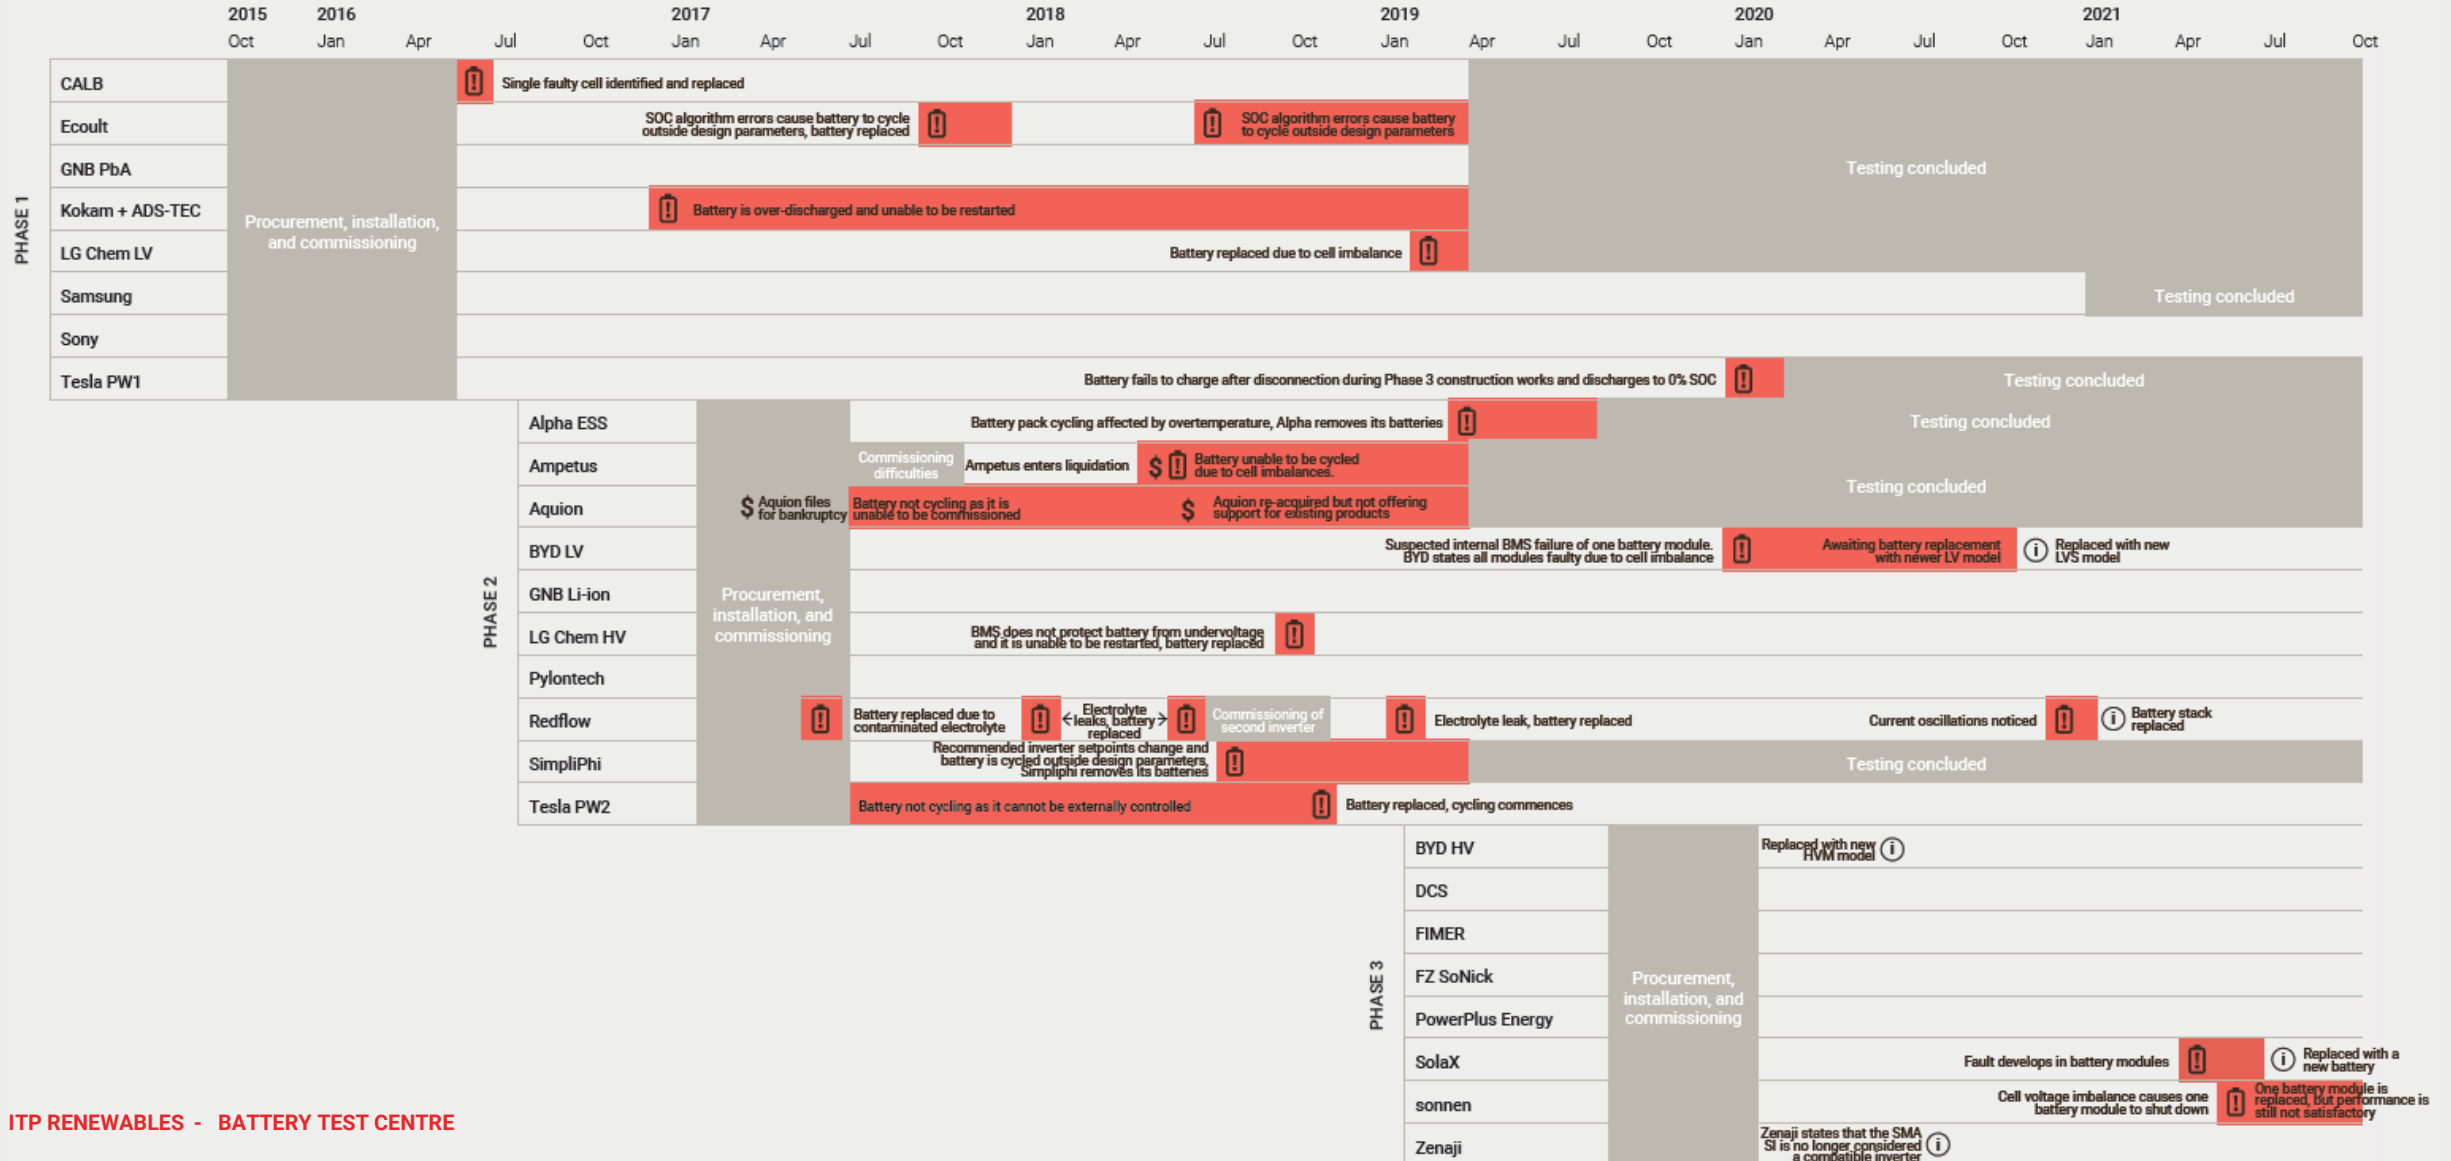 2015 2016 2017 2018 2019 2020 2021
Oct Jan Apr Jul Oct Jan Apr Jul Oct Jan Apr Jul Oct Jan Apr Jul Oct Jan Apr Jul Oct Jan Apr Jul Oct
PHASE 1
Procurement, installation,
and commissioning
CALB
Single faulty cell identified and replaced
Ecoult
SOC algorithm errors cause battery to cycle
outside design parameters, battery replaced
SOC algorithm errors cause battery
to cycle outside design parameters
GNB PbA
Testing concluded
Kokam + ADS-TEC
Battery is over-discharged and unable to be restarted
LG Chem LV
Battery replaced due to cell imbalance
Samsung
Testing concluded
Sony
Tesla PW1
Battery fails to charge after disconnection during Phase 3 construction works and discharges to 0% SOC
Testing concluded
PHASE 2
Procurement,
installation, and
commissioning
Alpha ESS
Battery pack cycling affected by overtemperature, Alpha removes its batteries
Testing concluded
Ampetus
Commissioning
difficulties
Ampetus enters liquidation
$
Battery unable to be cycled
due to cell imbalances.
Testing concluded
Aquion
$ Aquion files
for bankruptcy
Battery not cycling as it is
unable to be commissioned
$
Aquion re-acquired but not offering
support for existing products
BYD LV
Suspected internal BMS failure of one battery module.
BYD states all modules faulty due to cell imbalance
Awaiting battery replacement
with newer LV model
Replaced with new
LVS model
GNB Li-ion
LG Chem HV
BMS does not protect battery from undervoltage
and it is unable to be restarted, battery replaced
Pylontech
Redflow
Battery replaced due to
contaminated electrolyte
Electrolyte
leaks, battery
replaced
Commissioning of
second inverter
Electrolyte leak, battery replaced
Current oscillations noticed
Battery stack
replaced
SimpliPhi
Recommended inverter setpoints change and
battery is cycled outside design parameters,
Simpliphi removes its batteries
Testing concluded
Tesla PW2
Battery not cycling as it cannot be externally controlled
Battery replaced, cycling commences
PHASE 3
Procurement,
installation, and
commissioning
BYD HV
Replaced with new
HVM model
DCS
FIMER
FZ SoNick
PowerPlus Energy
SolaX
Fault develops in battery modules
Replaced with a
new battery
sonnen
Cell voltage imbalance causes one
battery module to shut down
One battery module is
replaced, but performance is
still not satisfactory
Zenaji
Zenaji states that the SMA
SI is no longer considered
a compatible inverter
ITP RENEWABLES - BATTERY TEST CENTRE